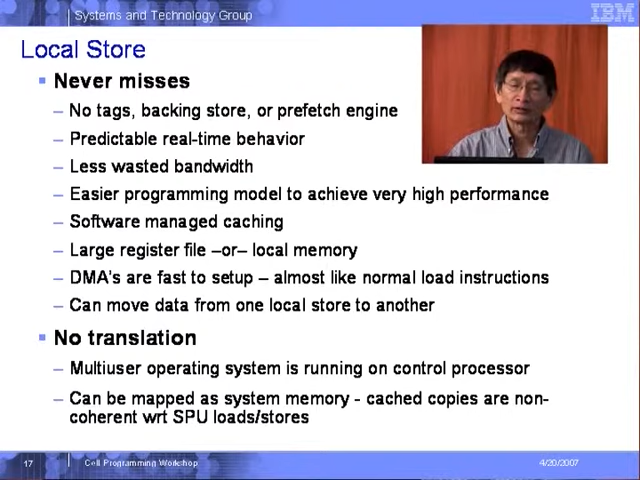 Systems and Technology Group
IBM
Local Store
Never misses
– No tags, backing store, or prefetch engine
– Predictable real-time behavior
– Less wasted bandwidth
– Easier programming model to achieve very high performance
– Software managed caching
– Large register file –or– local memory
– DMA's are fast to setup – almost like normal load instructions
– Can move data from one local store to another
No translation
– Multiuser operating system is running on control processor
– Can be mapped as system memory - cached copies are non-
coherent wrt SPU loads/stores
17
Cell Programming Workshop
4/20/2007